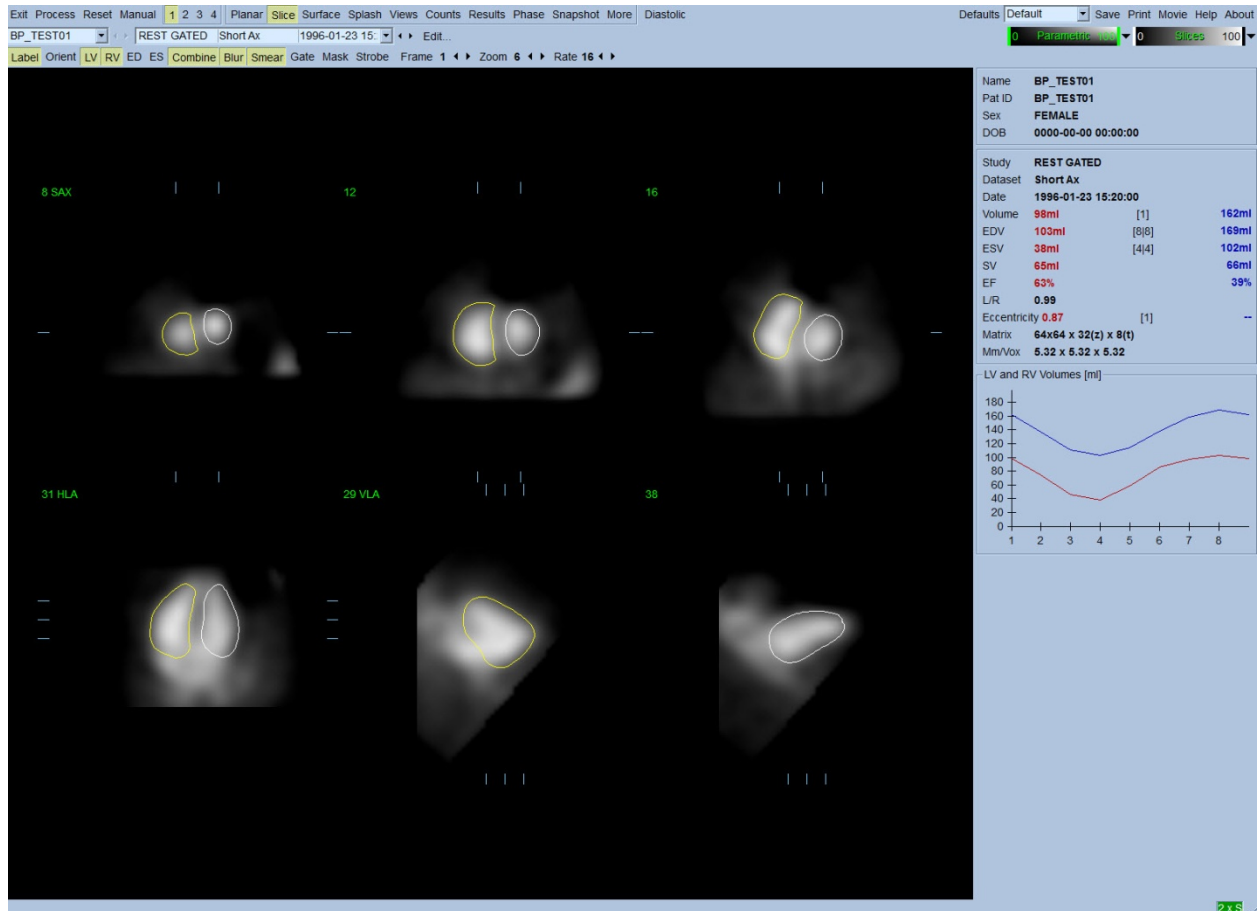 Exit Process Reset Manual 1 2 3 4 Planar Slice Surface Splash Views Counts Results Phase Snapshot More Diastolic Defaults Default Save Print Movie Help About
BP_TEST01 REST GATED Short Ax 1996-01-23 15: Edit... 0 Parametric 100 0 Slices 100
Label Orient LV RV ED ES Combine Blur Smear Gate Mask Strobe Frame 1 Zoom 6 Rate 16
8 SAX 12 16
31 HLA 29 VLA 38
Name BP_TEST01
Pat ID BP_TEST01
Sex FEMALE
DOB 0000-00-00 00:00:00
Study REST GATED
Dataset Short Ax
Date 1996-01-23 15:20:00
Volume 98ml [1] 162ml
EDV 103ml [8|8] 169ml
ESV 38ml [4|4] 102ml
SV 65ml 66ml
EF 63% 39%
L/R 0.99
Eccentricity 0.87 [1] --
Matrix 64x64 x 32(z) x 8(t)
Mm/Vox 5.32 x 5.32 x 5.32
LV and RV Volumes [ml]
180
160
140
120
100
80
60
40
20
0
1 2 3 4 5 6 7 8
2 x S